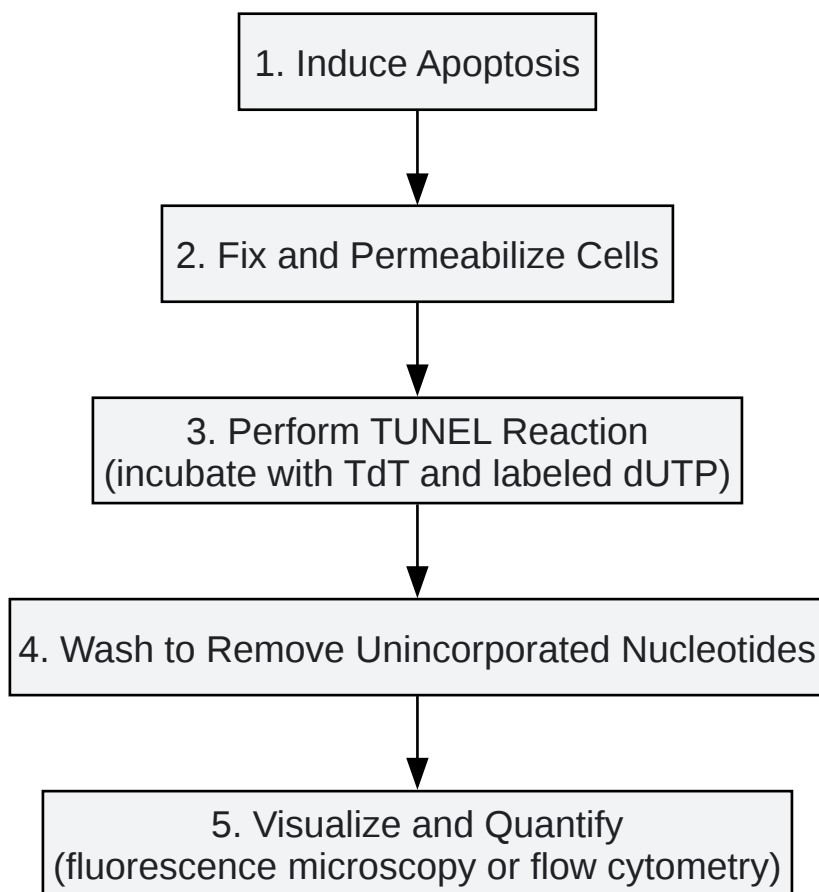 1. Induce Apoptosis
2. Fix and Permeabilize Cells
3. Perform TUNEL Reaction
(incubate with TdT and labeled dUTP)
4. Wash to Remove Unincorporated Nucleotides
5. Visualize and Quantify
(fluorescence microscopy or flow cytometry)